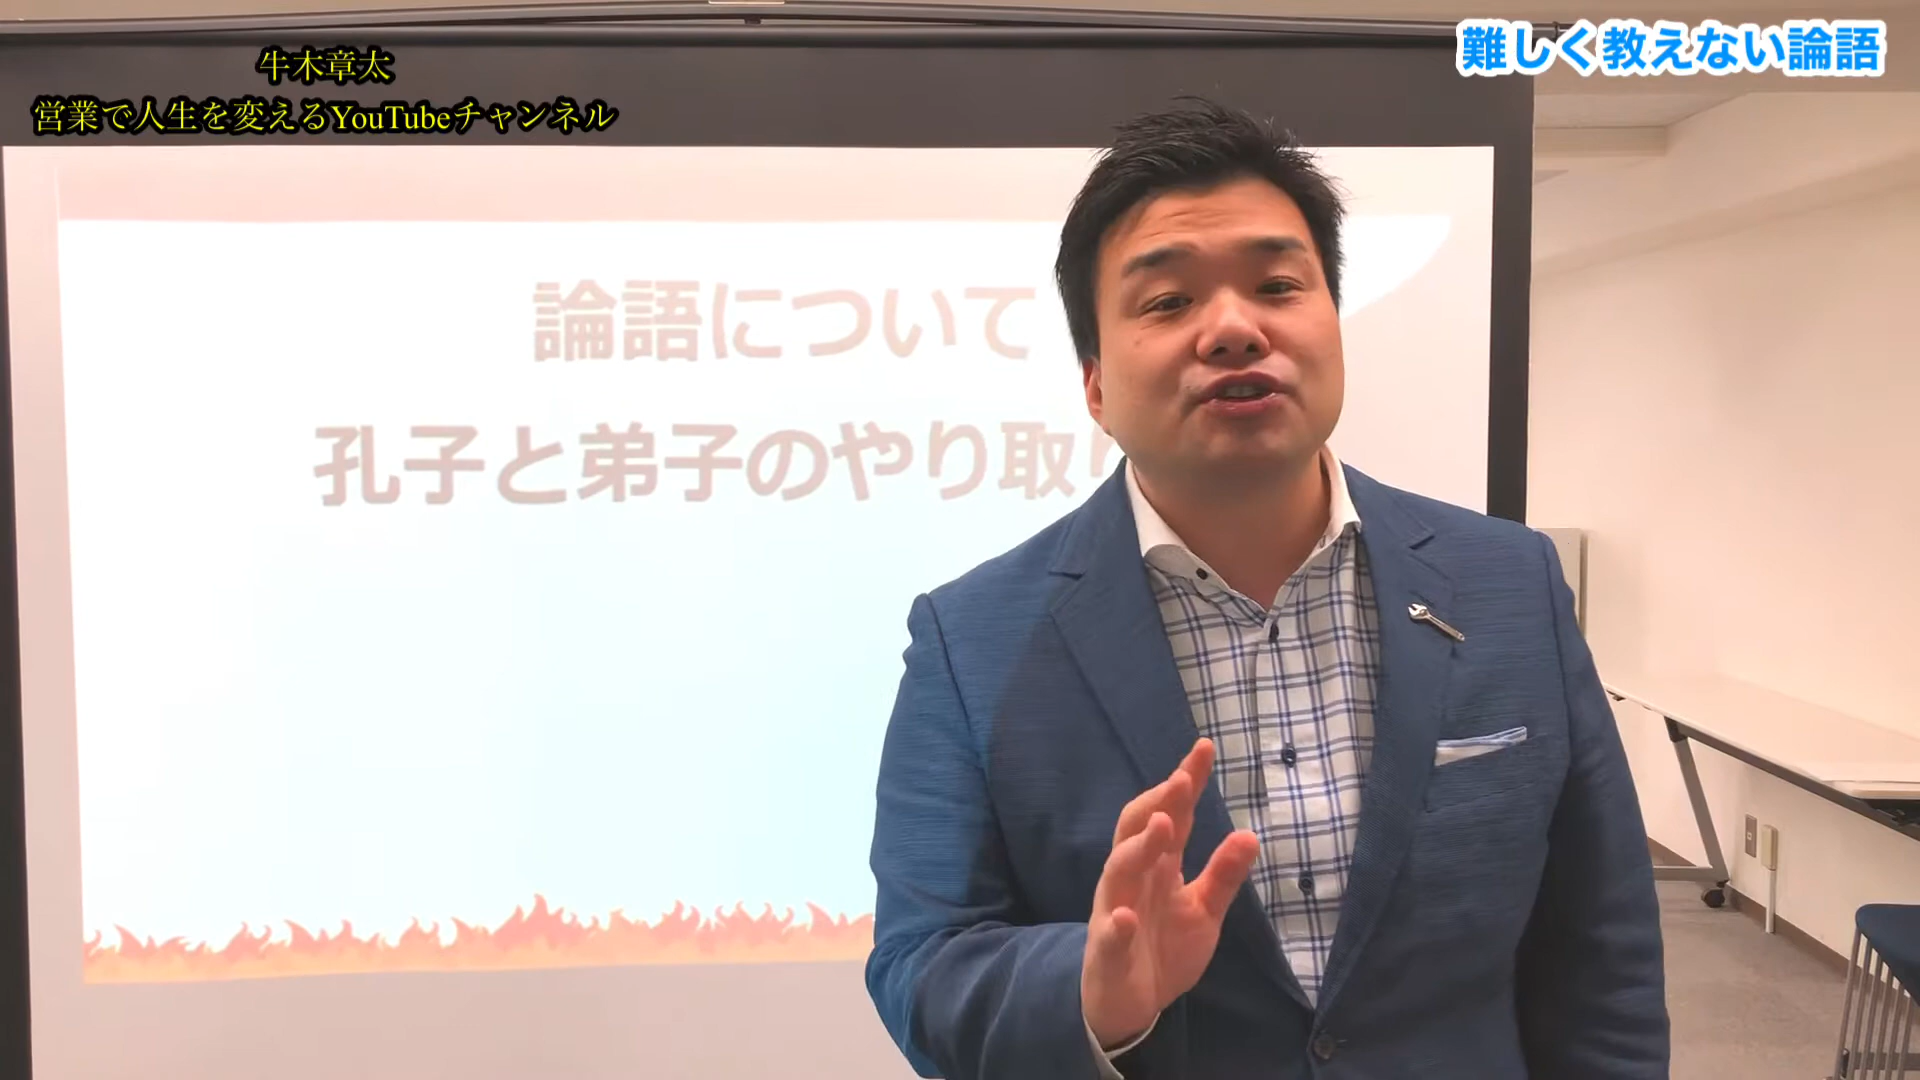 牛木章太
営業で人生を変えるYouTubeチャンネル
難しく教えない論語
論語について
孔子と弟子のやり取り